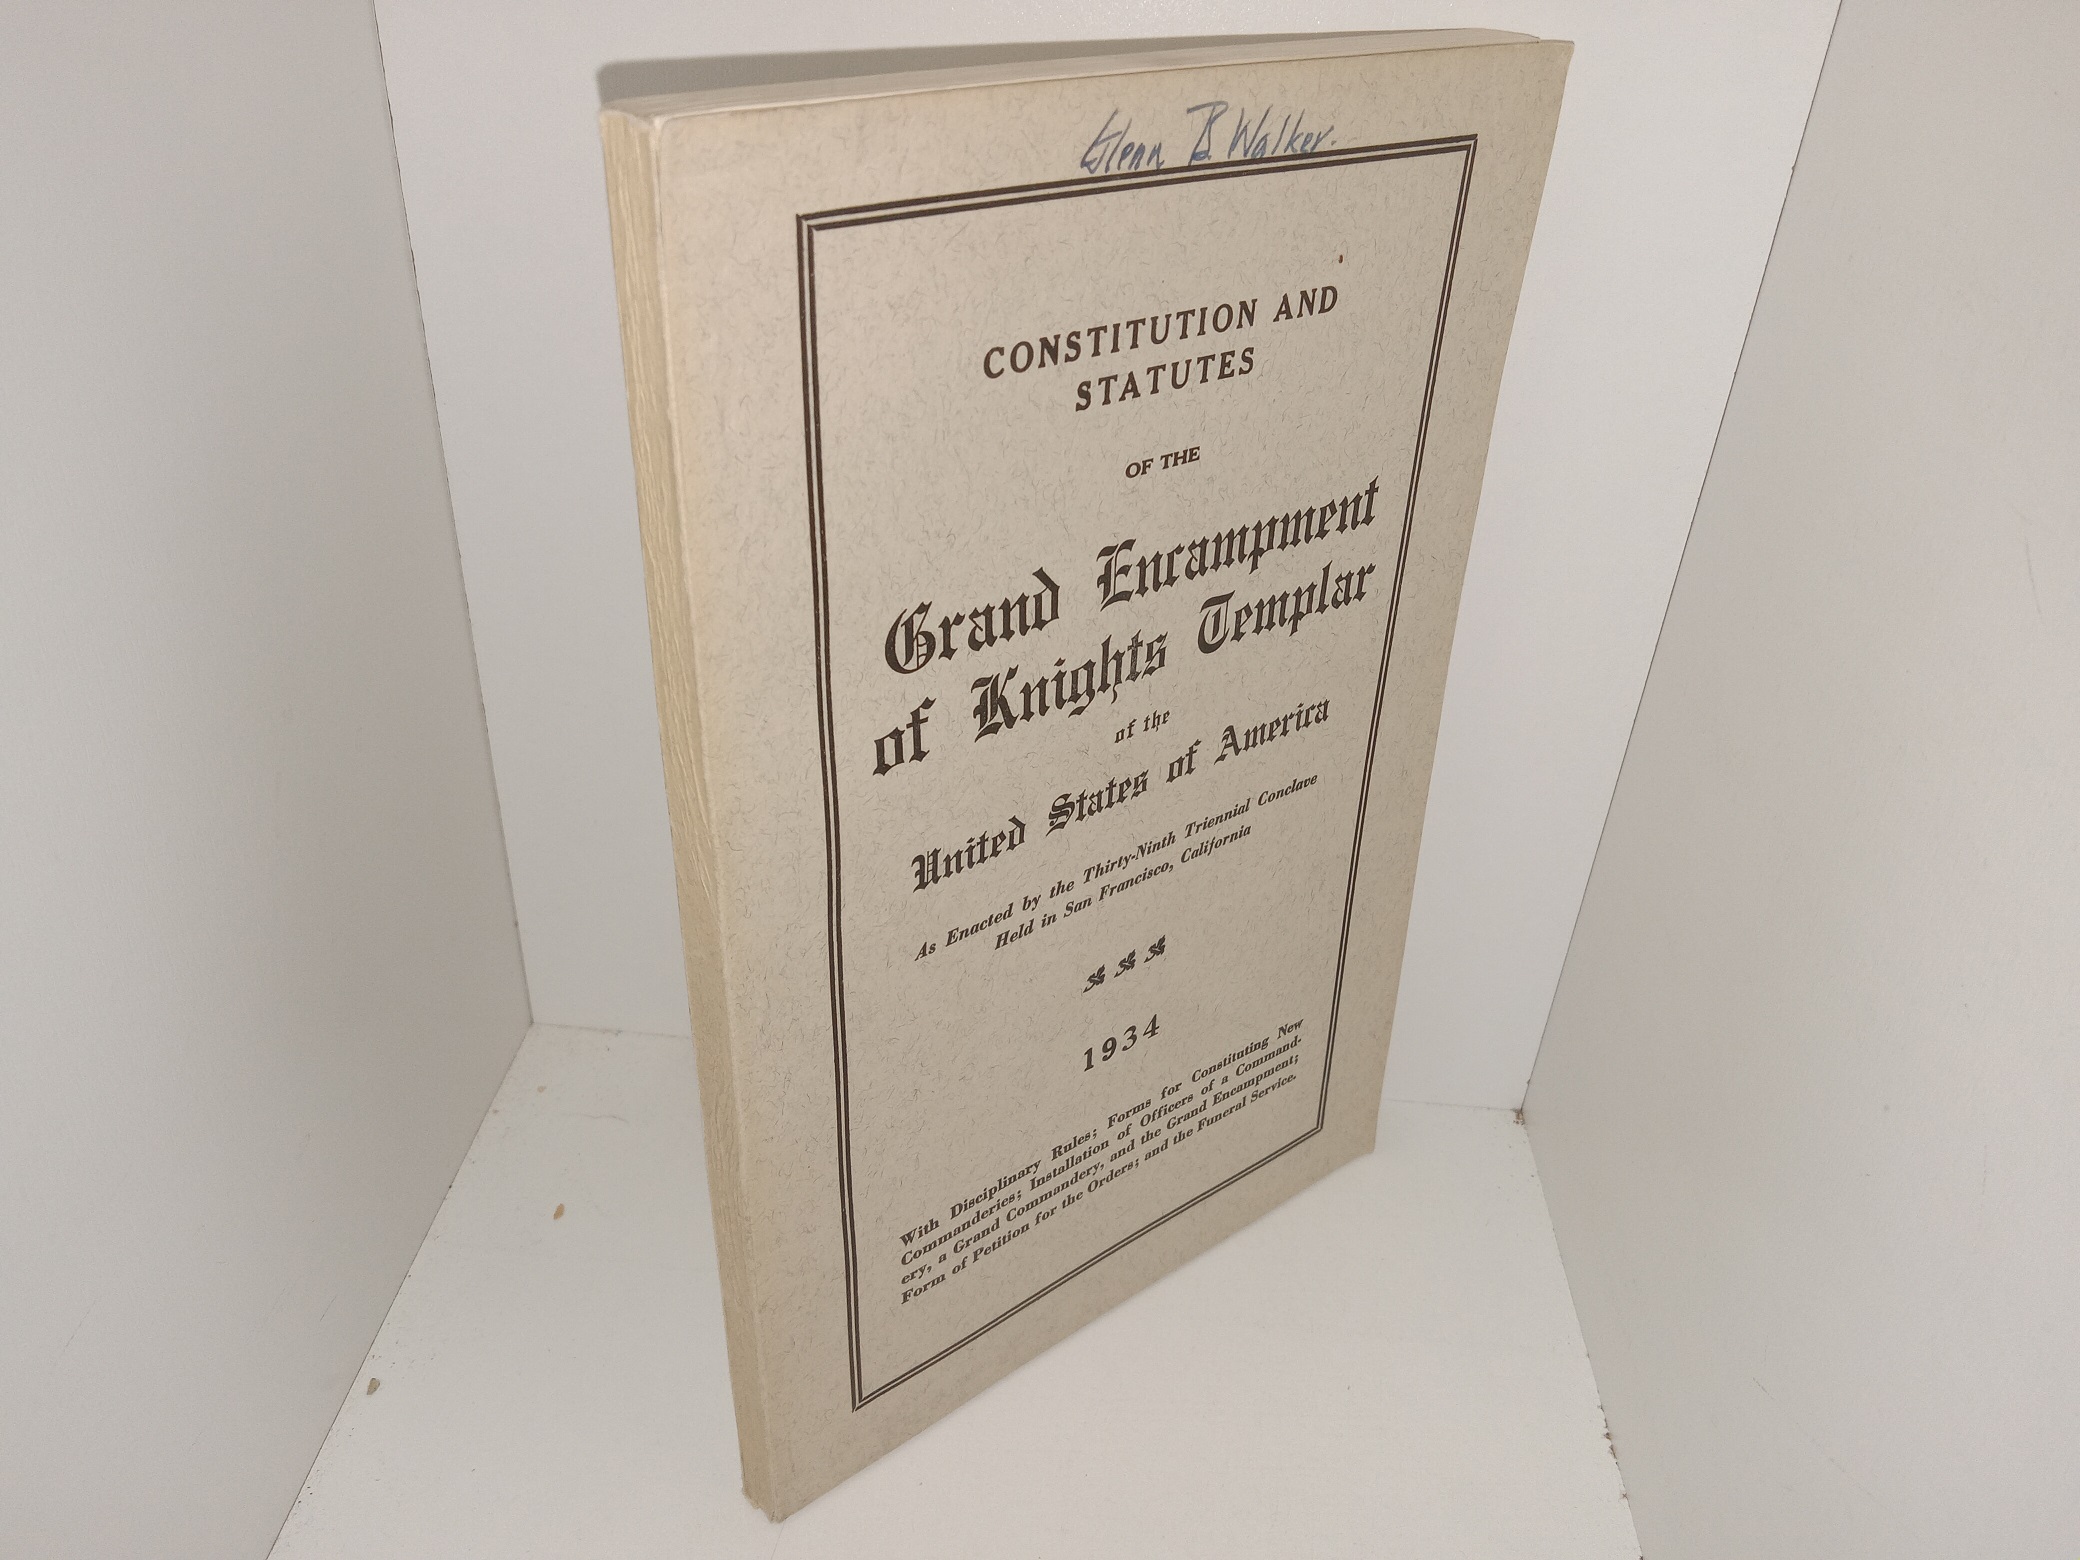 Glenn B. Walker.
CONSTITUTION AND
STATUTES
OF THE
Grand Encampment
of Knights Templar
of the
United States of America
As Enacted by the Thirty-Ninth Triennial Conclave
Held in San Francisco, California
1934
With Disciplinary Rules; Forms for Constituting New
Commanderies; Installation of Officers of a Command-
ery, a Grand Commandery, and the Grand Encampment;
Form of Petition for the Orders; and the Funeral Service.